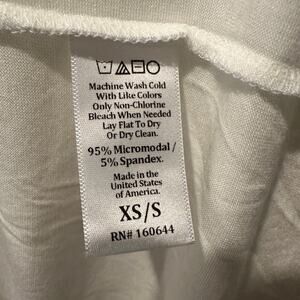 Machine Wash Cold
With Like Colors
Only Non-Chlorine
Bleach When Needed
Lay Flat To Dry
Or Dry Clean.
95% Micromodal/
5% Spandex.
Made in the
United States
of America.
XS/S
RN# 160644